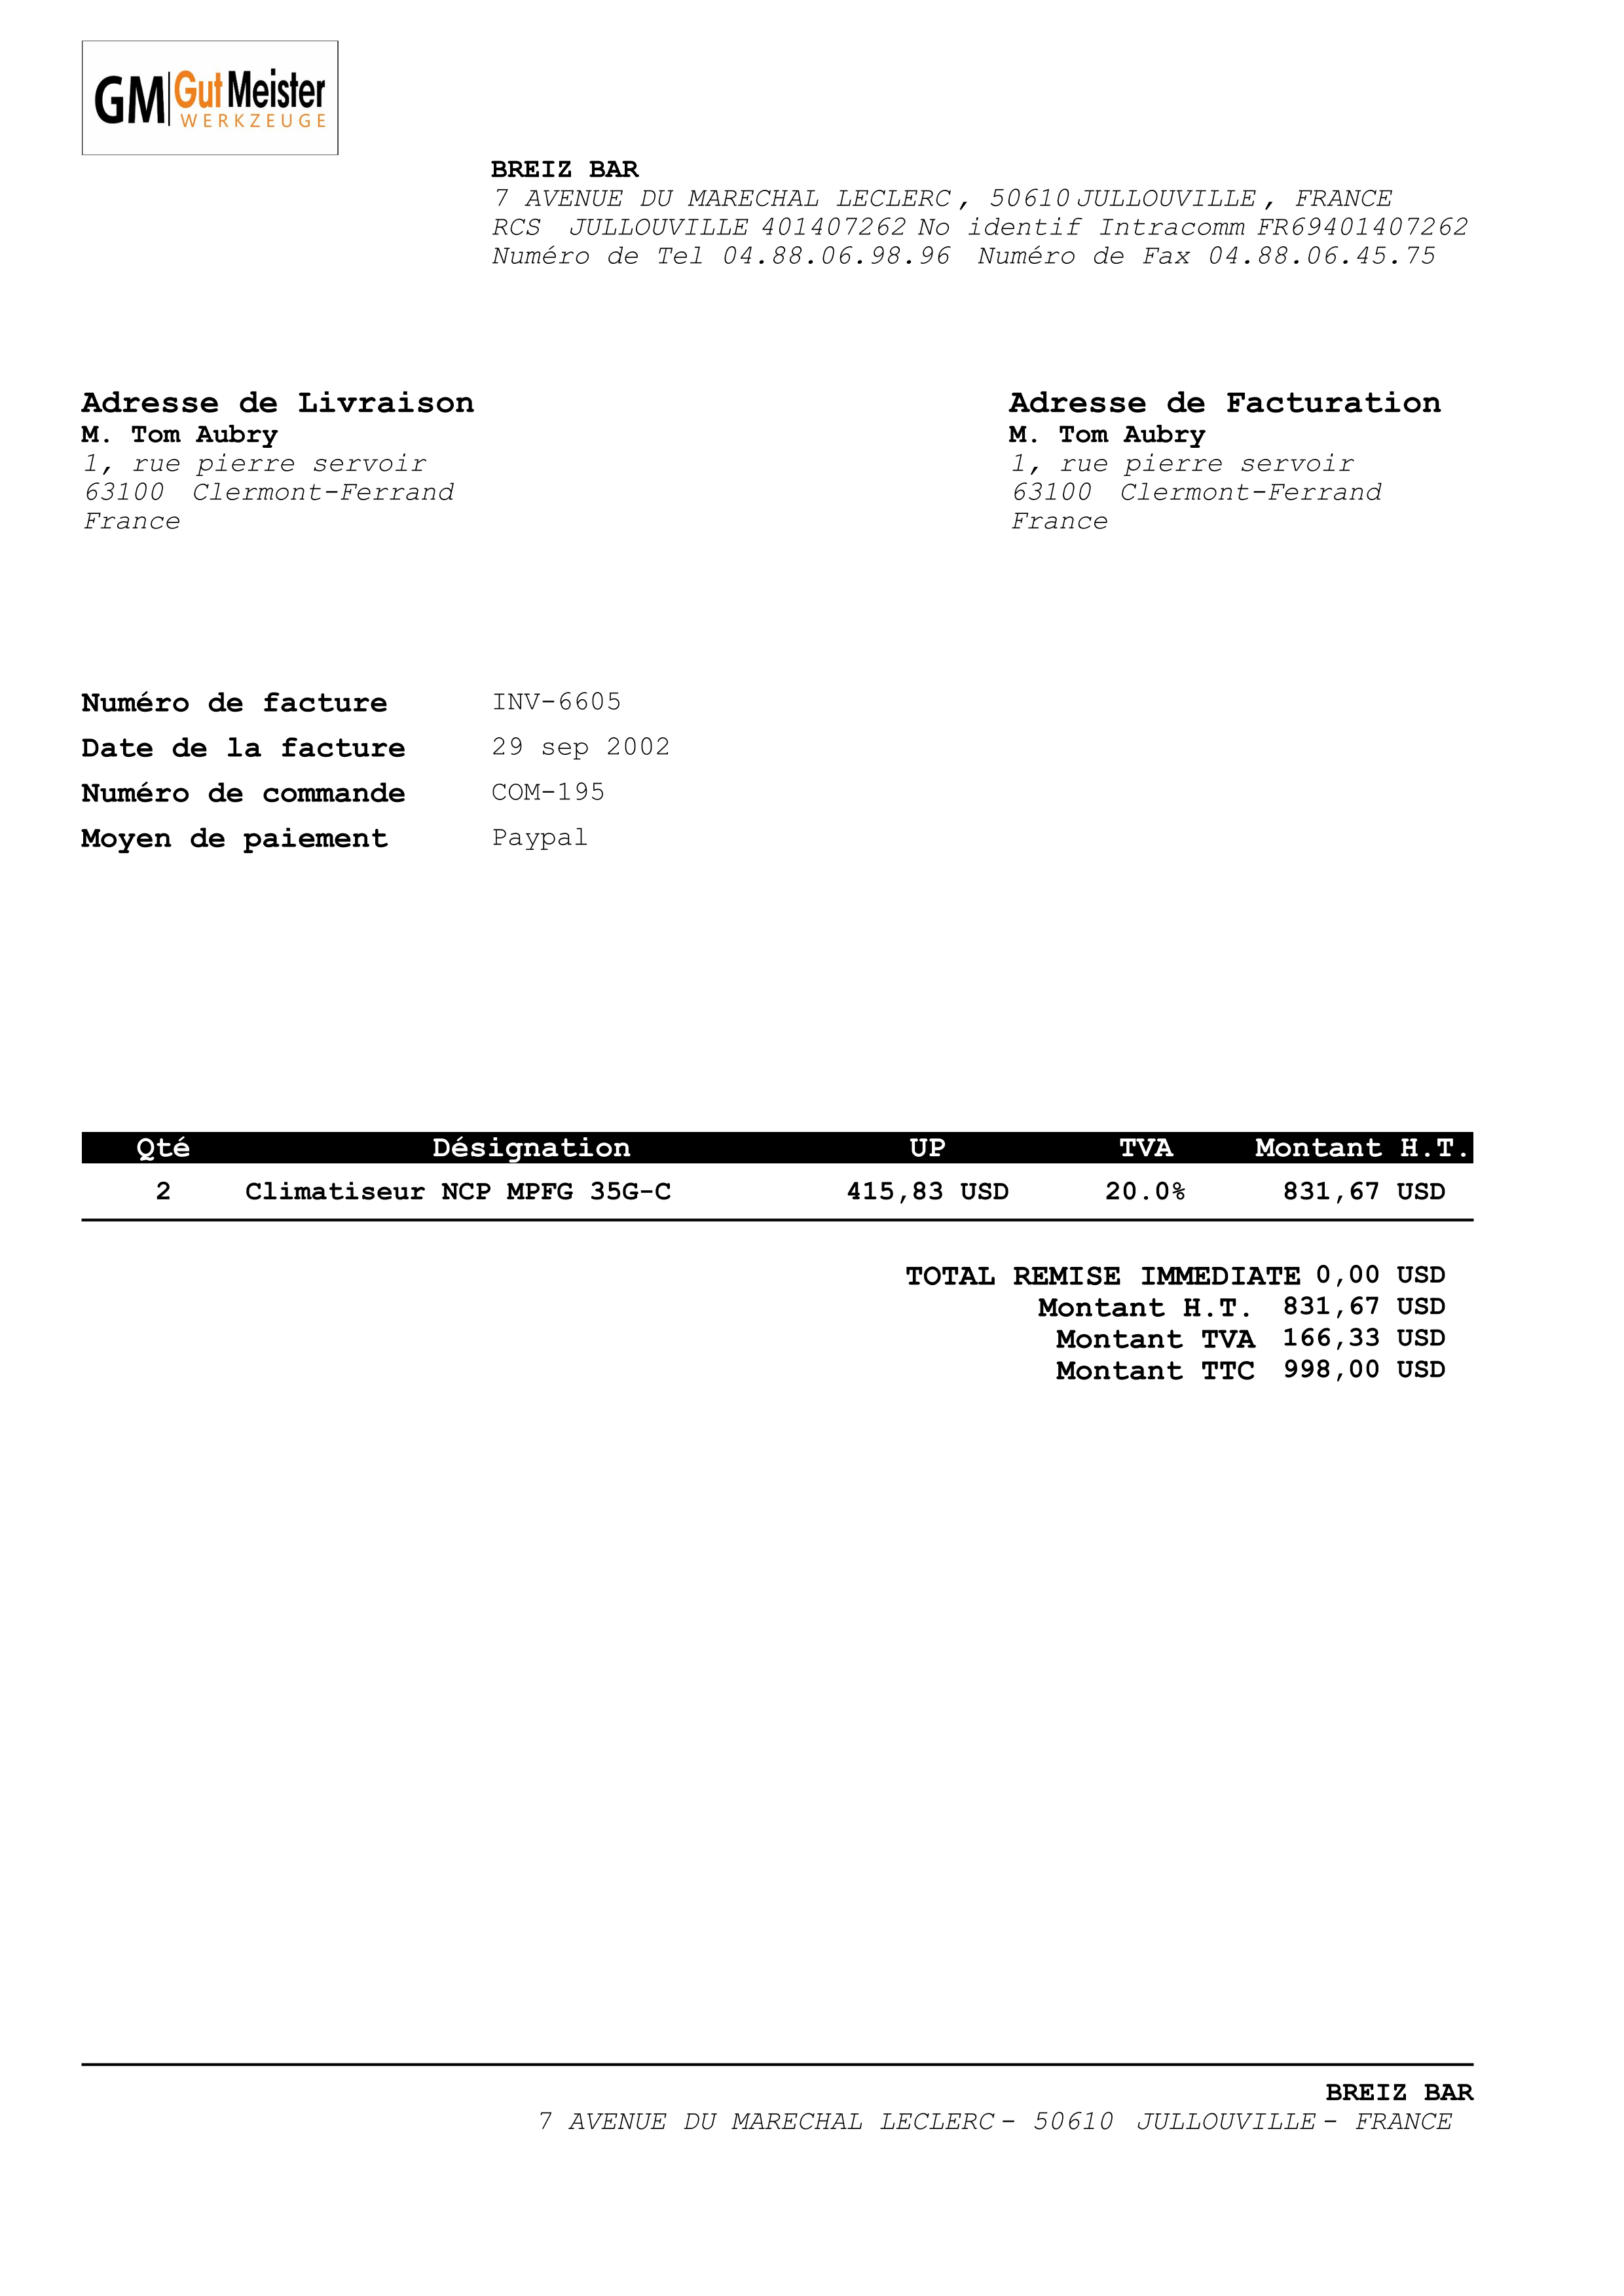 GM GutMeister
WERKZEUGE
BREIZ BAR
7 AVENUE DU MARECHAL LECLERC, 50610 JULLOUVILLE, FRANCE
RCS JULLOUVILLE 401407262 No identif Intracomm FR69401407262
Numéro de Tel 04.88.06.98.96 Numéro de Fax 04.88.06.45.75
Adresse de Livraison
M. Tom Aubry
1, rue pierre servoir
63100 Clermont-Ferrand
France
Adresse de Facturation
M. Tom Aubry
1, rue pierre servoir
63100 Clermont-Ferrand
France
Numéro de facture INV-6605
Date de la facture 29 sep 2002
Numéro de commande COM-195
Moyen de paiement Paypal
Qté Désignation UP TVA Montant H.T.
2 Climatiseur NCP MPFG 35G-C 415,83 USD 20.0% 831,67 USD
TOTAL REMISE IMMEDIATE 0,00 USD
Montant H.T. 831,67 USD
Montant TVA 166,33 USD
Montant TTC 998,00 USD
BREIZ BAR
7 AVENUE DU MARECHAL LECLERC - 50610 JULLOUVILLE - FRANCE